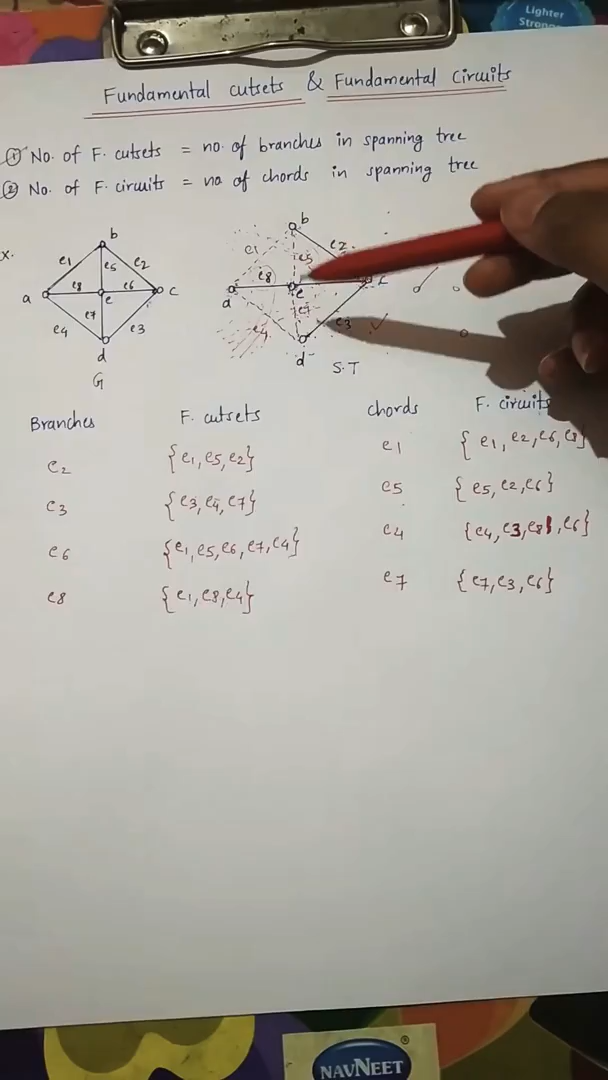 Lighter
Fundamental cutsets & Fundamental Circuits
① No. of F. cutsets = no. of branches in spanning tree
② No. of F. circuits = no. of chords in spanning tree
x.
b
e1 e5 e2
a e8 e e6 c
e4 e7 e3
d
G
b
e1 e5 e2
e8
a e c
e4 e7 e3
d
S.T
Branches F. cutsets chords F. circuits
e2 {e1, e5, e2} e1 {e1, e2, e6, e8}
e3 {e3, e4, e7} e5 {e5, e2, e6}
e6 {e1, e5, e6, e7, e4} e4 {e4, e3, e8, e6}
e8 {e1, e8, e4} e7 {e7, e3, e6}
NAVNEET